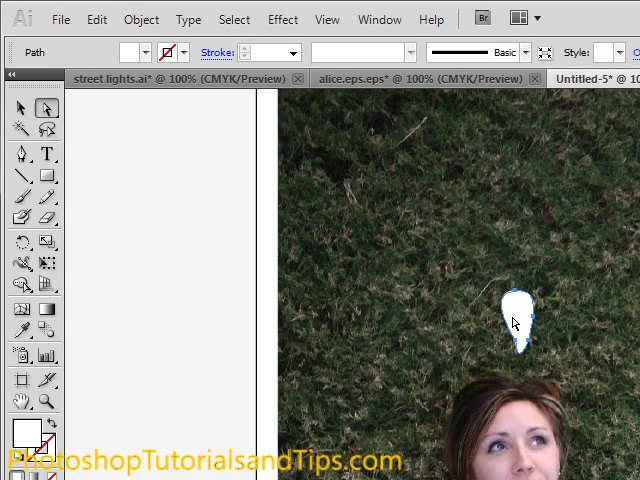 Ai File Edit Object Type Select Effect View Window Help Br
Path Stroke: Basic Style:
street lights.ai* @ 100% (CMYK/Preview) alice.eps.eps* @ 100% (CMYK/Preview) Untitled-5* @
T
PhotoshopTutorialsandTips.com